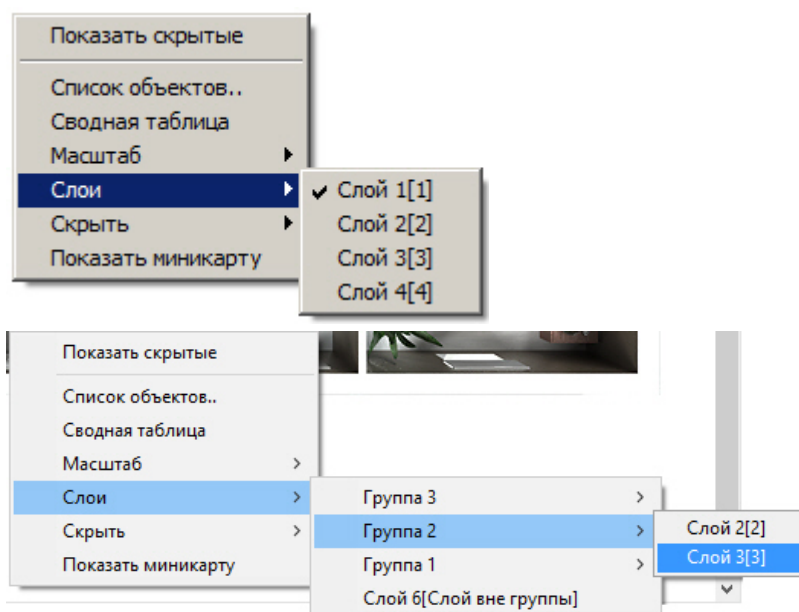 Показать скрытые
Список объектов..
Сводная таблица
Масштаб
Слои
Скрыть
Показать миникарту
Слой 1[1]
Слой 2[2]
Слой 3[3]
Слой 4[4]
Показать скрытые
Список объектов..
Сводная таблица
Масштаб
Слои
Скрыть
Показать миникарту
Группа 3
Группа 2
Группа 1
Слой 6[Слой вне группы]
Слой 2[2]
Слой 3[3]